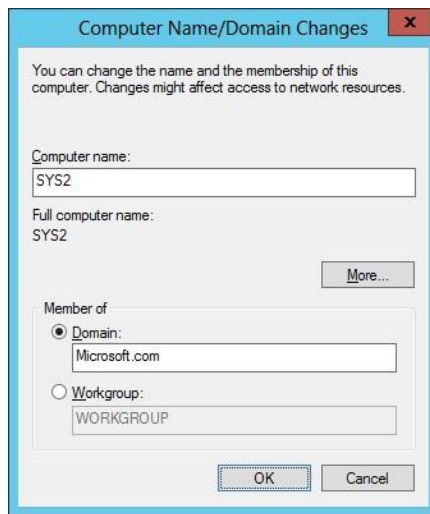 Computer Name/Domain Changes
x
You can change the name and the membership of this
computer. Changes might affect access to network resources.
Computer name:
SYS2
Full computer name:
SYS2
More...
Member of
Domain:
Microsoft.com
Workgroup:
WORKGROUP
OK Cancel